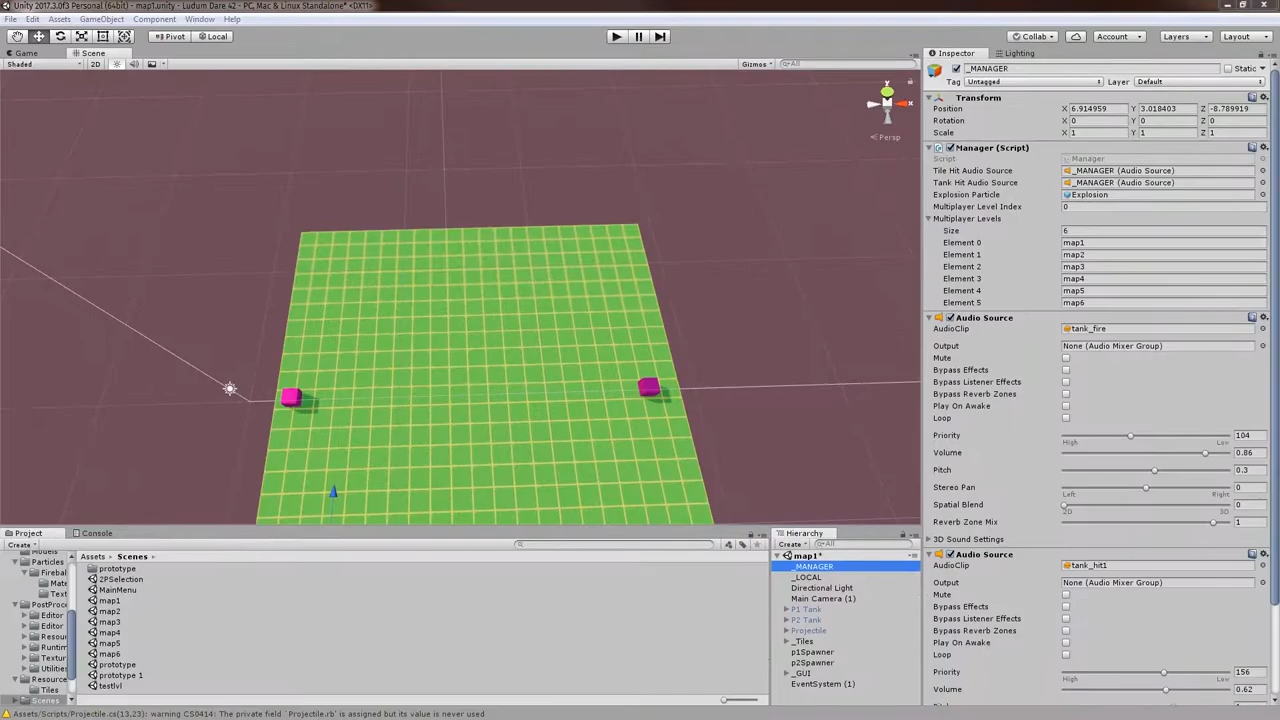 Unity 2017.3.0f3 Personal (64bit) - map1.unity - Ludum Dare 42 - PC, Mac & Linux Standalone* <DX11>
File Edit Assets GameObject Component Window Help
Pivot Local Collab Account Layers Layout
Game Scene
Shaded 2D Gizmos All
Persp
Inspector Lighting
_MANAGER Static
Tag Untagged Layer Default
Transform
Position X 6.914959 Y 3.018403 Z -8.789919
Rotation X 0 Y 0 Z 0
Scale X 1 Y 1 Z 1
Manager (Script)
Script Manager
Tile Hit Audio Source _MANAGER (Audio Source)
Tank Hit Audio Source _MANAGER (Audio Source)
Explosion Particle Explosion
Multiplayer Level Index 0
Multiplayer Levels
Size 6
Element 0 map1
Element 1 map2
Element 2 map3
Element 3 map4
Element 4 map5
Element 5 map6
Audio Source
AudioClip tank_fire
Output None (Audio Mixer Group)
Mute
Bypass Effects
Bypass Listener Effects
Bypass Reverb Zones
Play On Awake
Loop
Priority 104
High Low
Volume 0.86
Pitch 0.3
Stereo Pan 0
Left Right
Spatial Blend 0
2D 3D
Reverb Zone Mix 1
3D Sound Settings
Audio Source
AudioClip tank_hit1
Output None (Audio Mixer Group)
Mute
Bypass Effects
Bypass Listener Effects
Bypass Reverb Zones
Play On Awake
Loop
Priority 156
High Low
Volume 0.62
Project Console
Create
Models
Particles
Fireba
Mate
Text
PostProce
Editor
Editor
Resou
Runtim
Textur
Utilities
Resource
Tiles
Scenes
Assets Scenes
prototype
2PSelection
MainMenu
map1
map2
map3
map4
map5
map6
prototype
prototype 1
testlvl
Hierarchy
Create All
map1*
_MANAGER
_LOCAL
Directional Light
Main Camera (1)
P1 Tank
P2 Tank
Projectile
_Tiles
p1Spawner
p2Spawner
_GUI
EventSystem (1)
Assets/Scripts/Projectile.cs(13,23): warning CS0414: The private field `Projectile.rb' is assigned but its value is never used